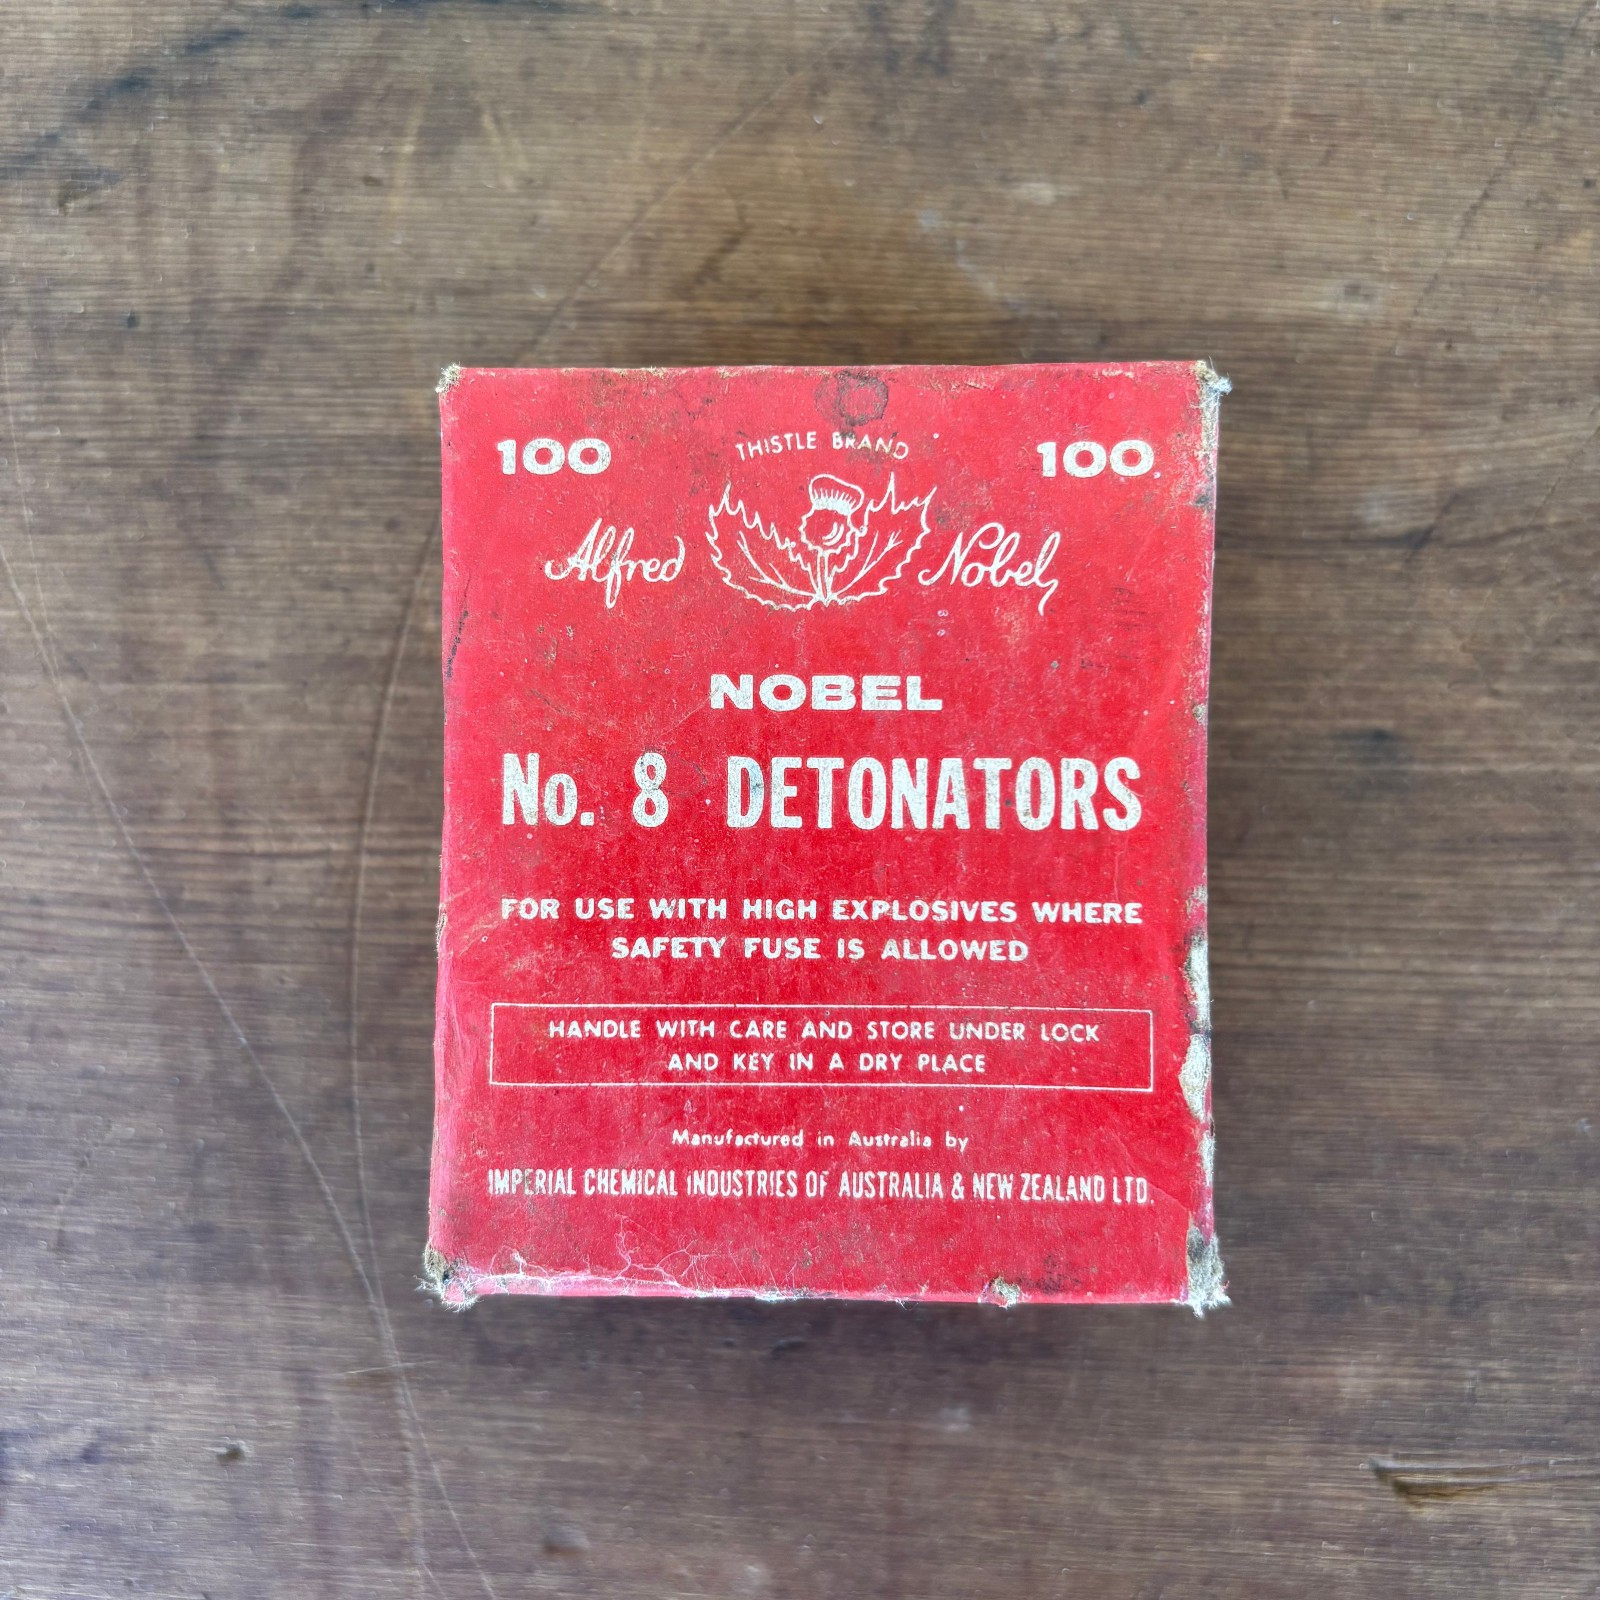 100 THISTLE BRAND 100
Alfred Nobel
NOBEL
No. 8 DETONATORS
FOR USE WITH HIGH EXPLOSIVES WHERE
SAFETY FUSE IS ALLOWED
HANDLE WITH CARE AND STORE UNDER LOCK
AND KEY IN A DRY PLACE
Manufactured in Australia by
IMPERIAL CHEMICAL INDUSTRIES OF AUSTRALIA & NEW ZEALAND LTD.